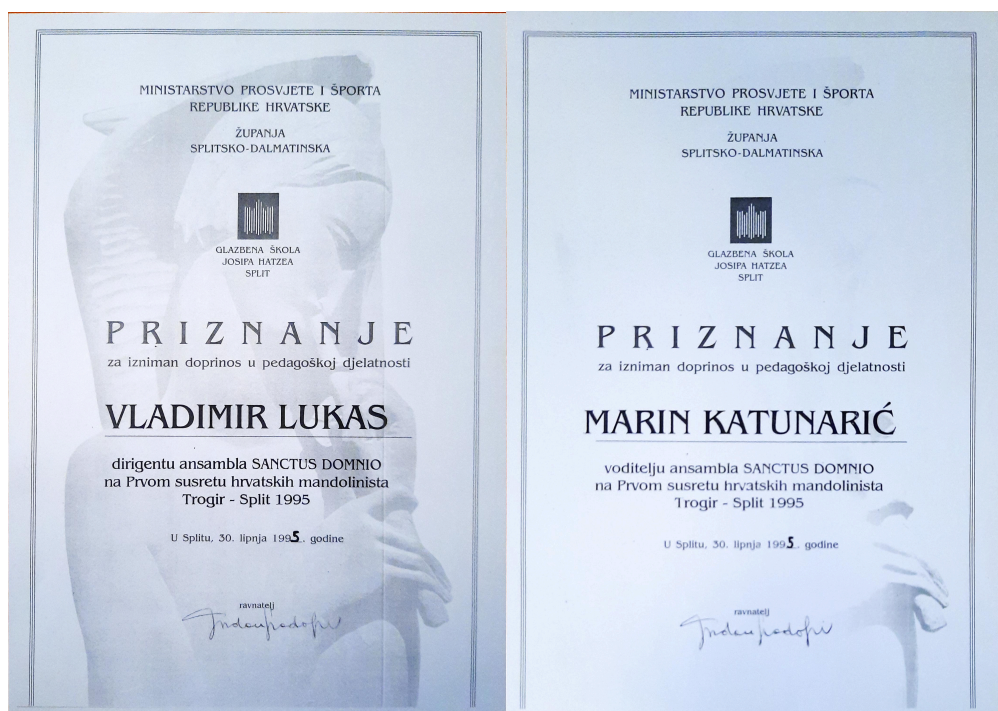 MINISTARSTVO PROSVJETE I ŠPORTA
REPUBLIKE HRVATSKE
ŽUPANJA
SPLITSKO-DALMATINSKA
GLAZBENA ŠKOLA
JOSIPA HATZEA
SPLIT
PRIZNANJE
za izniman doprinos u pedagoškoj djelatnosti
VLADIMIR LUKAS
dirigentu ansambla SANCTUS DOMNIO
na Prvom susretu hrvatskih mandolinista
Trogir - Split 1995
U Splitu, 30. lipnja 1995. godine
ravnatelj
MINISTARSTVO PROSVJETE I ŠPORTA
REPUBLIKE HRVATSKE
ŽUPANJA
SPLITSKO-DALMATINSKA
GLAZBENA ŠKOLA
JOSIPA HATZEA
SPLIT
PRIZNANJE
za izniman doprinos u pedagoškoj djelatnosti
MARIN KATUNARIĆ
voditelju ansambla SANCTUS DOMNIO
na Prvom susretu hrvatskih mandolinista
Trogir - Split 1995
U Splitu, 30. lipnja 1995. godine
ravnatelj